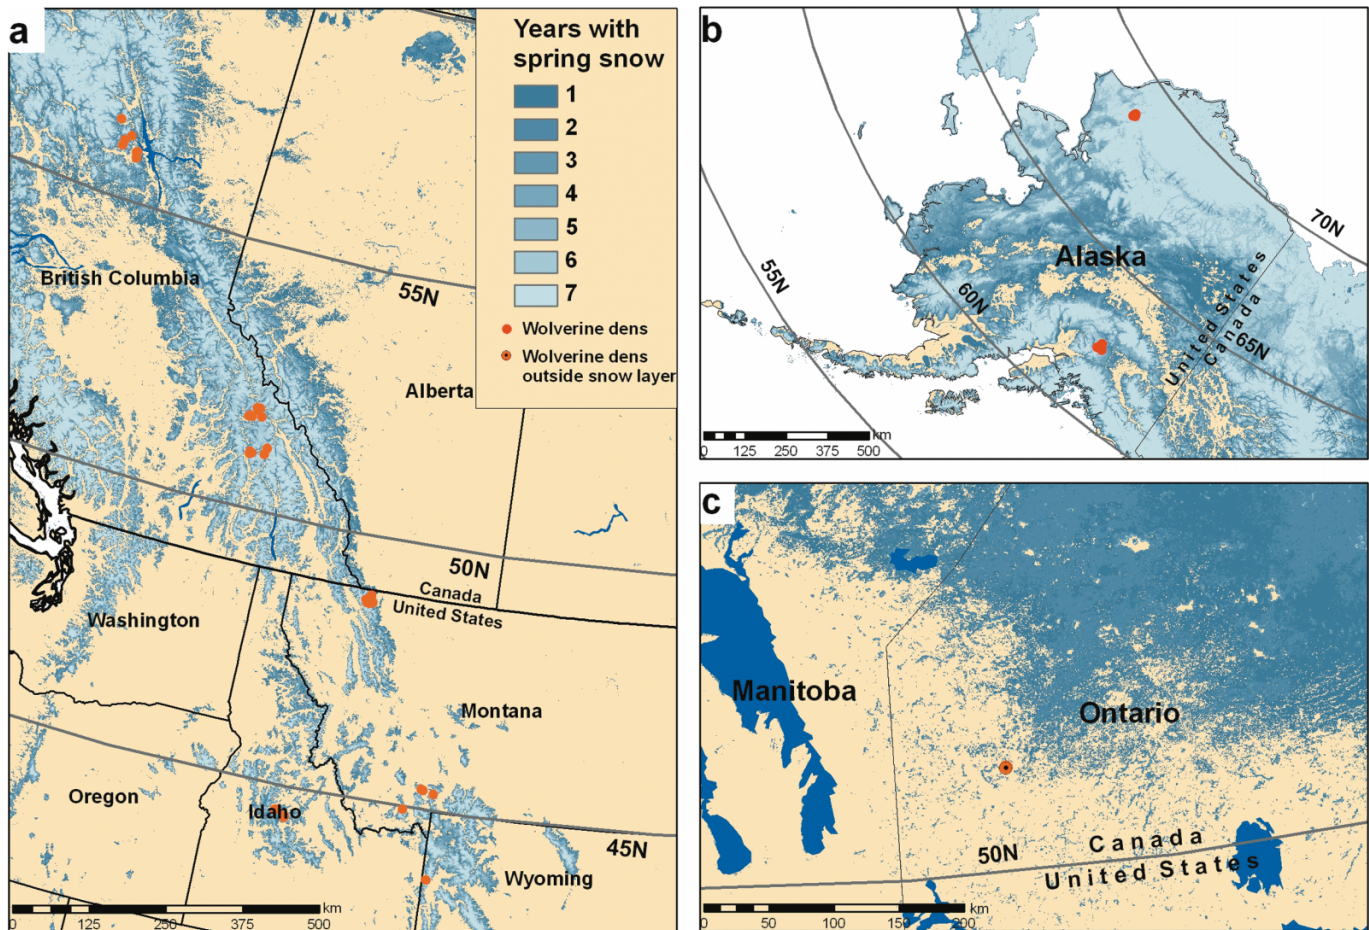 a
Years with
spring snow
1
2
3
4
5
6
7
Wolverine dens
Wolverine dens
outside snow layer
British Columbia
55N
Alberta
50N
Canada
United States
Washington
Montana
Oregon
Idaho
45N
Wyoming
km
0 125 250 375 500
b
70N
Alaska
55N
60N
65N
United States
Canada
km
0 125 250 375 500
c
Manitoba
Ontario
50N
Canada
United States
km
0 50 100 150 200